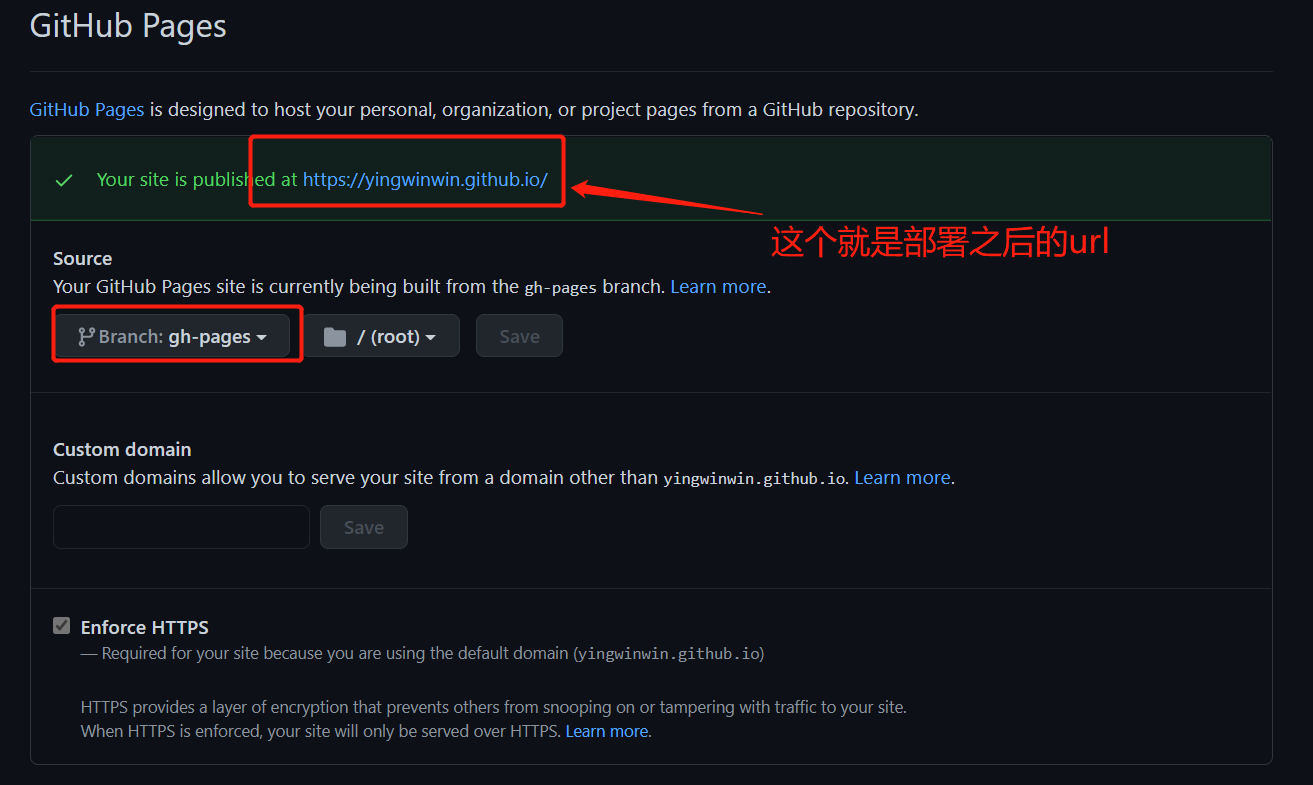 GitHub Pages
GitHub Pages is designed to host your personal, organization, or project pages from a GitHub repository.
Your site is published at https://yingwinwin.github.io/
这个就是部署之后的url
Source
Your GitHub Pages site is currently being built from the gh-pages branch. Learn more.
Branch: gh-pages / (root) Save
Custom domain
Custom domains allow you to serve your site from a domain other than yingwinwin.github.io. Learn more.
Save
Enforce HTTPS
— Required for your site because you are using the default domain (yingwinwin.github.io)
HTTPS provides a layer of encryption that prevents others from snooping on or tampering with traffic to your site.
When HTTPS is enforced, your site will only be served over HTTPS. Learn more.